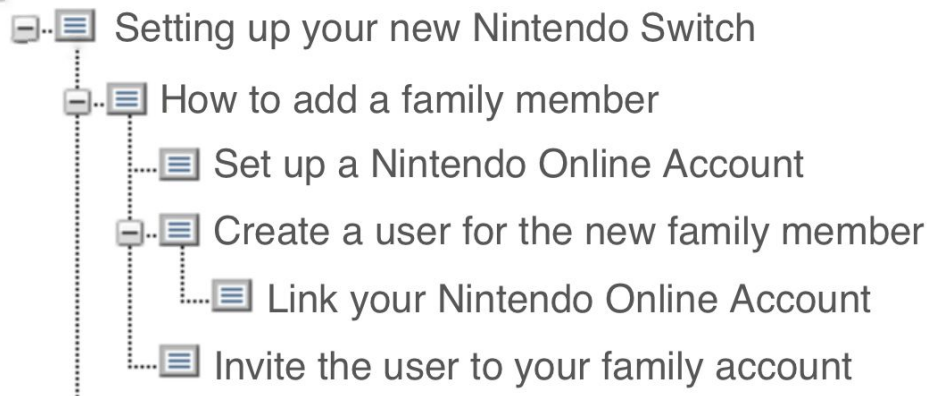 Setting up your new Nintendo Switch
How to add a family member
Set up a Nintendo Online Account
Create a user for the new family member
Link your Nintendo Online Account
Invite the user to your family account